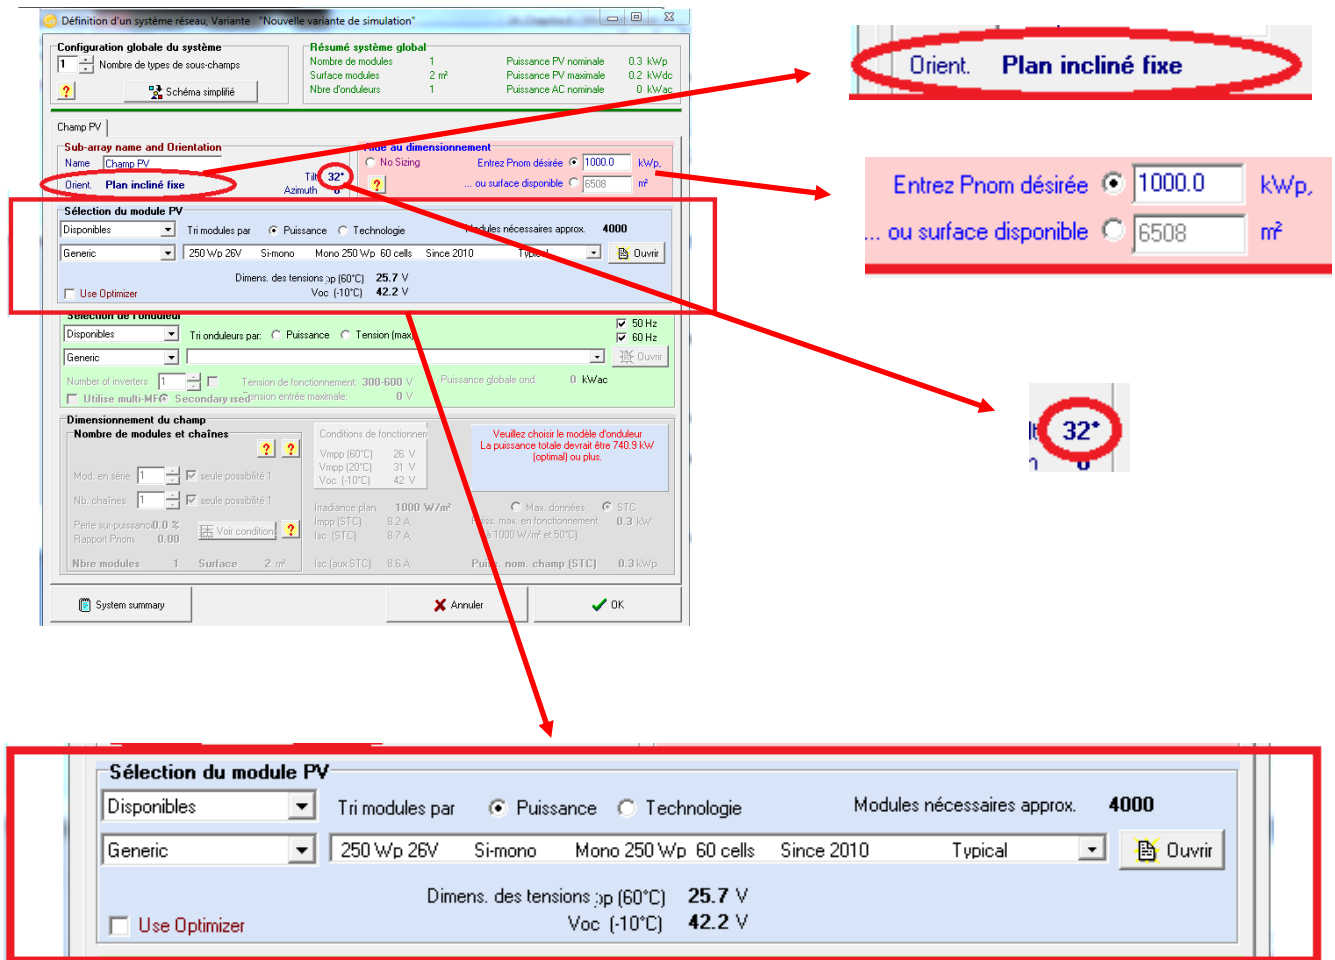 Définition d'un système réseau, Variante "Nouvelle variante de simulation"
Configuration globale du système
1 Nombre de types de sous-champs
? Schéma simplifié
Résumé système global
Nombre de modules 1 Puissance PV nominale 0.3 kWp
Surface modules 2 m² Puissance PV maximale 0.2 kWdc
Nbre d'onduleurs 1 Puissance AC nominale 0 kWac
Champ PV
Sub-array name and Orientation
Name Champ PV
Orient. Plan incliné fixe
Tilt 32°
Azimuth
Aide au dimensionnement
No Sizing Entrez Pnom désirée 1000.0 kWp,
? ... ou surface disponible 6508 m²
Sélection du module PV
Disponibles Tri modules par Puissance Technologie Modules nécessaires approx. 4000
Generic 250 Wp 26V Si-mono Mono 250 Wp 60 cells Since 2010 Typical Ouvrir
Dimens. des tensions pp (60°C) 25.7 V
Use Optimizer Voc (-10°C) 42.2 V
Sélection de l'onduleur
Disponibles Tri onduleurs par: Puissance Tension (max) 50 Hz
60 Hz
Generic Ouvrir
Number of inverters 1 Tension de fonctionnement: 300-600 V Puissance globale ond. 0 kWac
Utilise multi-MP Secondary ised Tension entrée maximale: 0 V
Dimensionnement du champ
Nombre de modules et chaînes
? ?
Mod. en série 1 seule possibilité 1
Nb. chaînes 1 seule possibilité 1
Perte sur-puissance 0.0 % Voir condition ?
Rapport Pnom 0.00
Nbre modules 1 Surface 2 m²
Conditions de fonctionnem
Vmpp (60°C) 26 V
Vmpp (20°C) 31 V
Voc (-10°C) 42 V
Irradiance plan 1000 W/m²
Impp (STC) 8.2 A
Isc (STC) 8.7 A
Isc (aux STC) 8.6 A
Veuillez choisir le modèle d'onduleur
La puissance totale devrait être 740.9 kW
(optimal) ou plus.
Max. données STC
Puiss. max. en fonctionnement 0.3 kW
à 1000 W/m² et 50°C)
Puiss. nom. champ (STC) 0.3 kWp
System summary Annuler OK
Orient. Plan incliné fixe
Entrez Pnom désirée 1000.0 kWp,
... ou surface disponible 6508 m²
32°
Sélection du module PV
Disponibles Tri modules par Puissance Technologie Modules nécessaires approx. 4000
Generic 250 Wp 26V Si-mono Mono 250 Wp 60 cells Since 2010 Typical Ouvrir
Dimens. des tensions pp (60°C) 25.7 V
Use Optimizer Voc (-10°C) 42.2 V